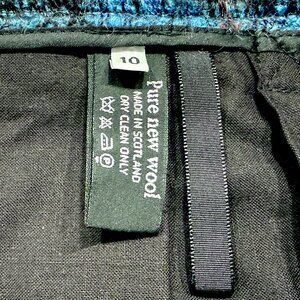 10
Pure new wool
MADE IN SCOTLAND
DRY CLEAN ONLY
P